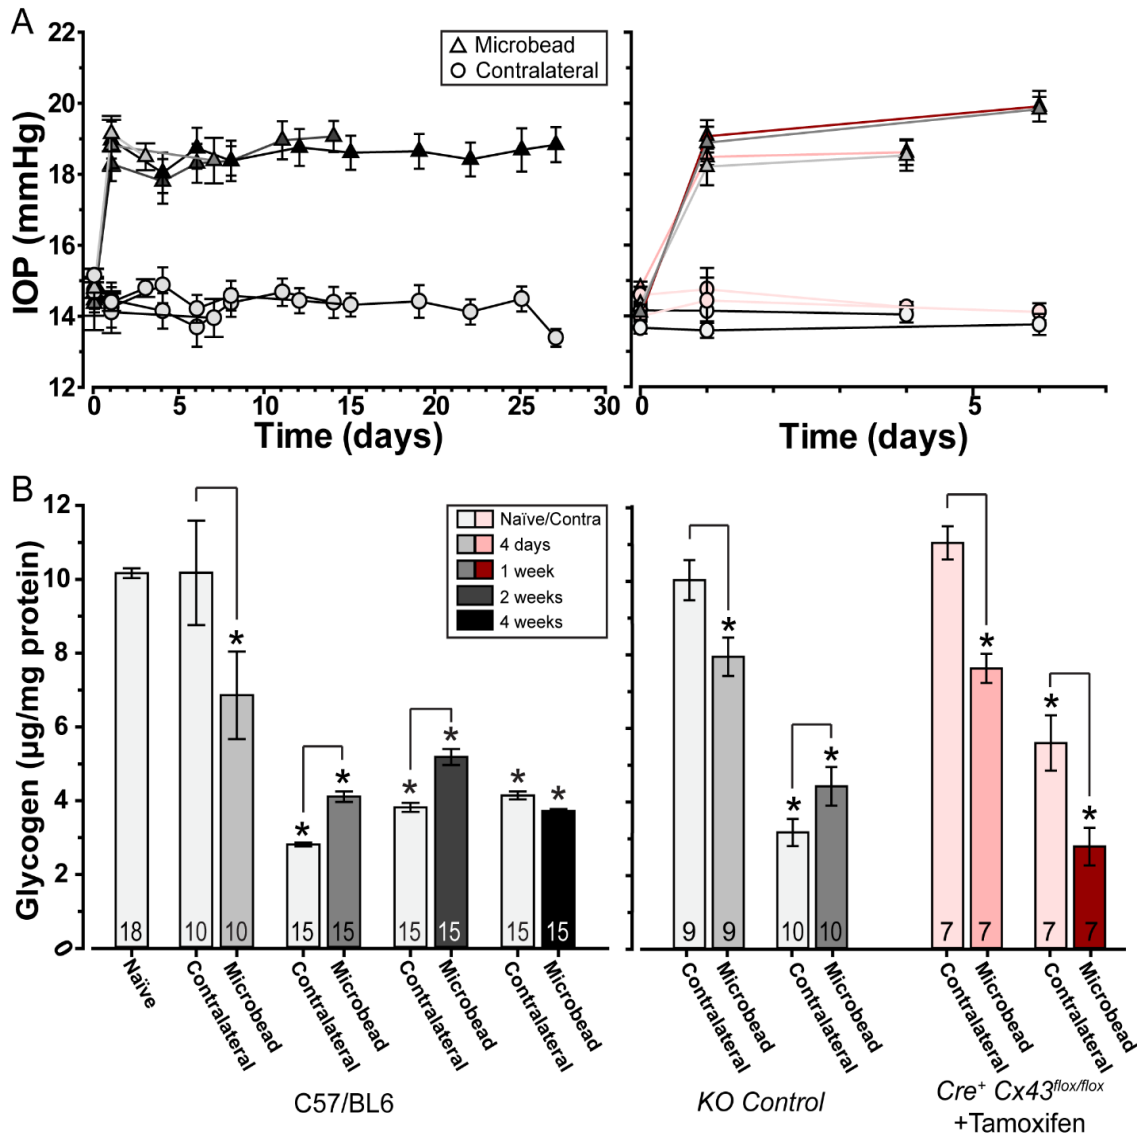 A
IOP (mmHg)
22
20
18
16
14
12
Microbead
Contralateral
0 5 10 15 20 25 30
Time (days)
0 5
Time (days)
B
Glycogen (µg/mg protein)
12
10
8
6
4
2
0
Naïve/Contra
4 days
1 week
2 weeks
4 weeks
* * * * * * *
* * *
* * *
18 10 10 15 15 15 15 15 15
9 9 10 10 7 7 7 7
Naïve Contralateral Microbead Contralateral Microbead Contralateral Microbead Contralateral Microbead
Contralateral Microbead Contralateral Microbead Contralateral Microbead Contralateral Microbead
C57/BL6
KO Control
Cre⁺ Cx43flox/flox
+Tamoxifen